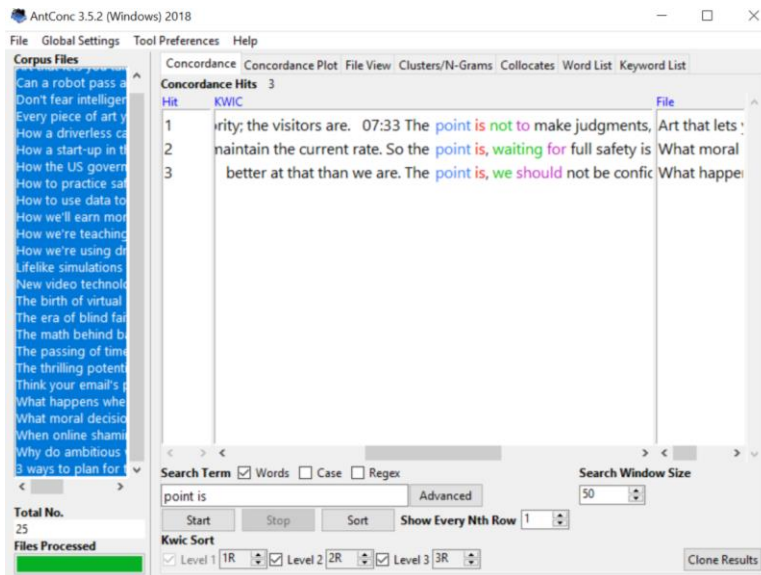 AntConc 3.5.2 (Windows) 2018
File Global Settings Tool Preferences Help
Corpus Files
Can a robot pass a
Don't fear intelliger
Every piece of art y
How a driverless ca
How a start-up in th
How the US govern
How to practice saf
How to use data to
How we'll earn mor
How we're teaching
How we're using dr
Lifelike simulations
New video technolo
The birth of virtual
The era of blind fai
The math behind ba
The passing of time
The thrilling potenti
Think your email's p
What happens whe
What moral decisio
When online shami
Why do ambitious
3 ways to plan for t
Total No.
25
Files Processed
Concordance Concordance Plot File View Clusters/N-Grams Collocates Word List Keyword List
Concordance Hits 3
Hit KWIC File
1 rity; the visitors are. 07:33 The point is not to make judgments, Art that lets
2 naintain the current rate. So the point is, waiting for full safety is What moral
3 better at that than we are. The point is, we should not be confic What happe
Search Term Words Case Regex Search Window Size
point is Advanced 50
Start Stop Sort Show Every Nth Row 1
Kwic Sort
Level 1 1R Level 2 2R Level 3 3R Clone Results